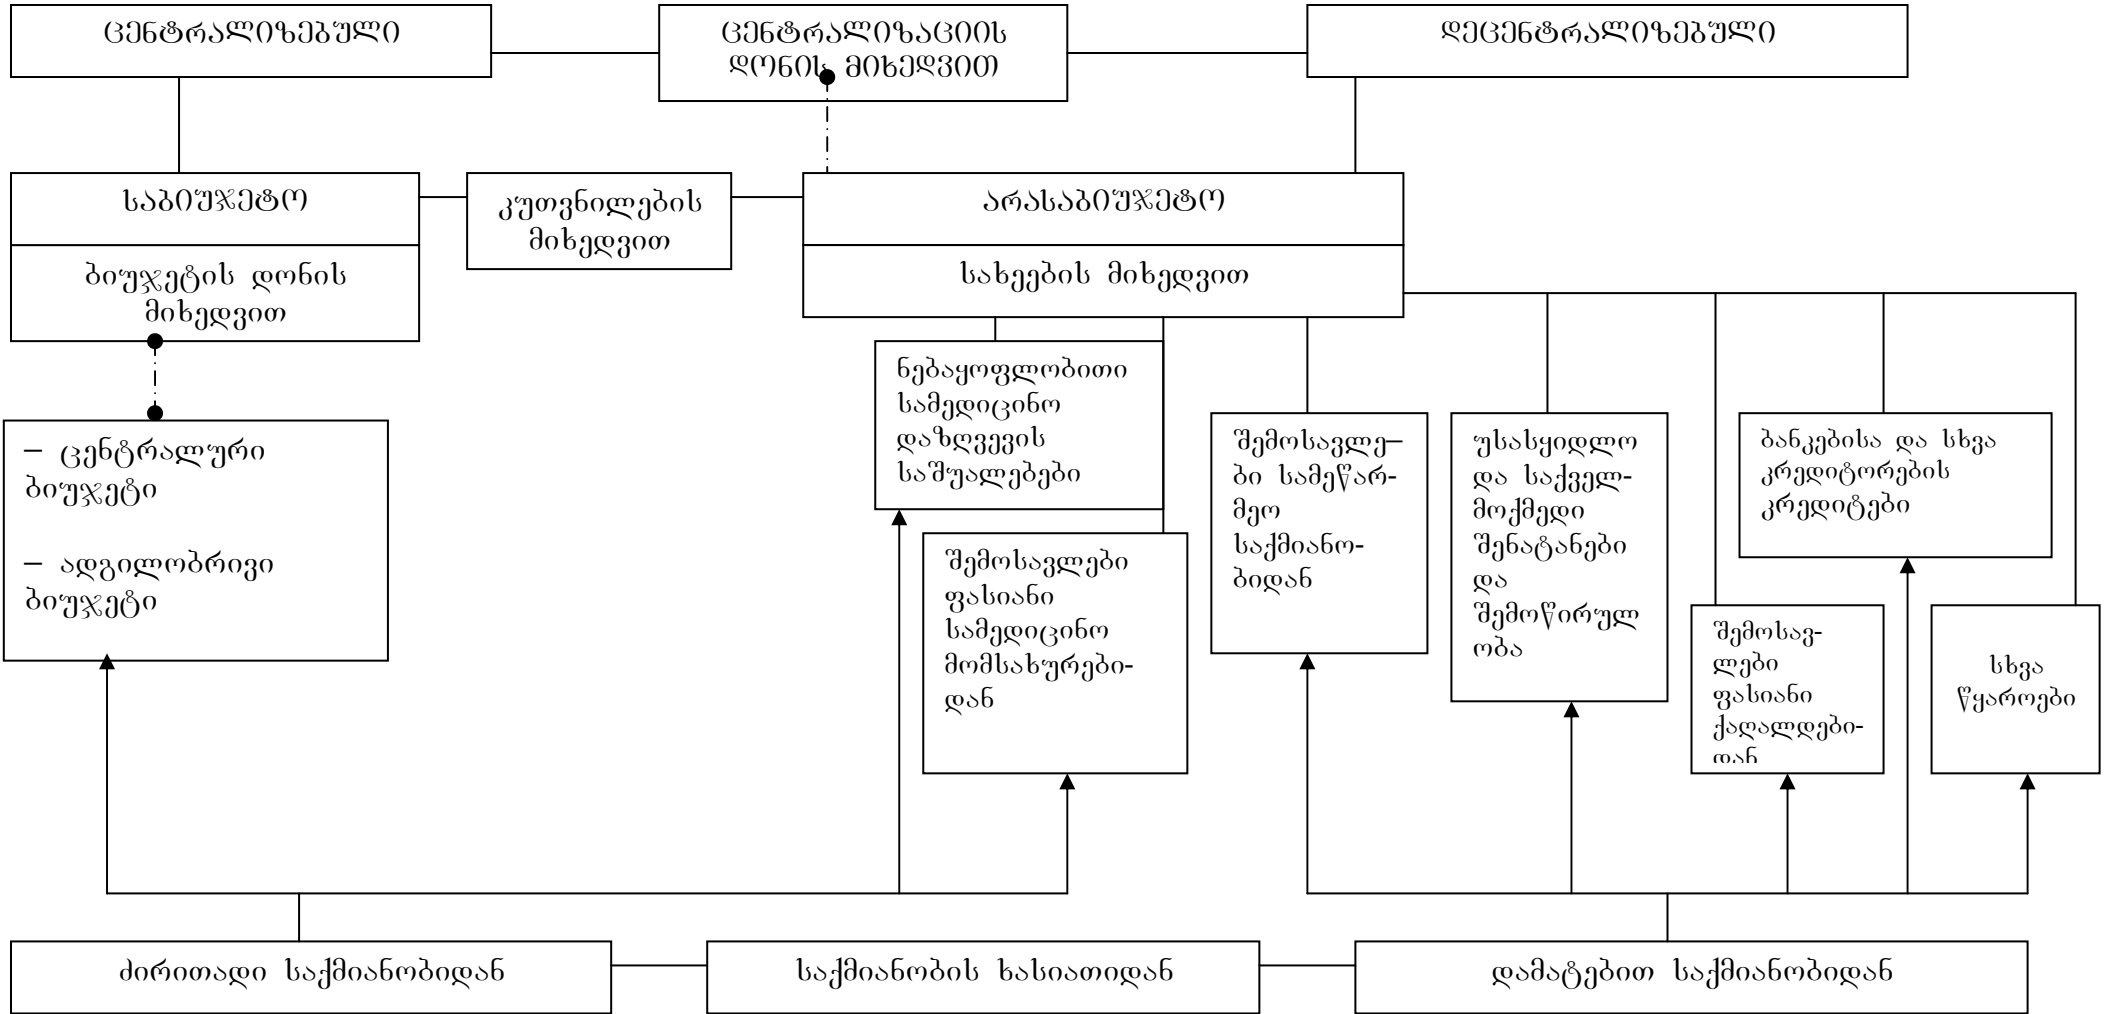 ცენტრალიზებული
ცენტრალიზაციის
დონის მიხედვით
დეცენტრალიზებული
საბიუჯეტო
ბიუჯეტის დონის
მიხედვით
კუთვნილების
მიხედვით
არასაბიუჯეტო
სახეების მიხედვით
– ცენტრალური
ბიუჯეტი
– ადგილობრივი
ბიუჯეტი
ნებაყოფლობითი
სამედიცინო
დაზღვევის
საშუალებები
შემოსავლები
ფასიანი
სამედიცინო
მომსახურები-
დან
შემოსავლე–
ბი სამეწარ-
მეო
საქმიანო-
ბიდან
უსასყიდლო
და საქველ-
მოქმედი
შენატანები
და
შემოწირულ
ობა
შემოსავ-
ლები
ფასიანი
ქაღალდები-
დან
ბანკებისა და სხვა
კრედიტორების
კრედიტები
სხვა
წყაროები
ძირითადი საქმიანობიდან
საქმიანობის ხასიათიდან
დამატებით საქმიანობიდან